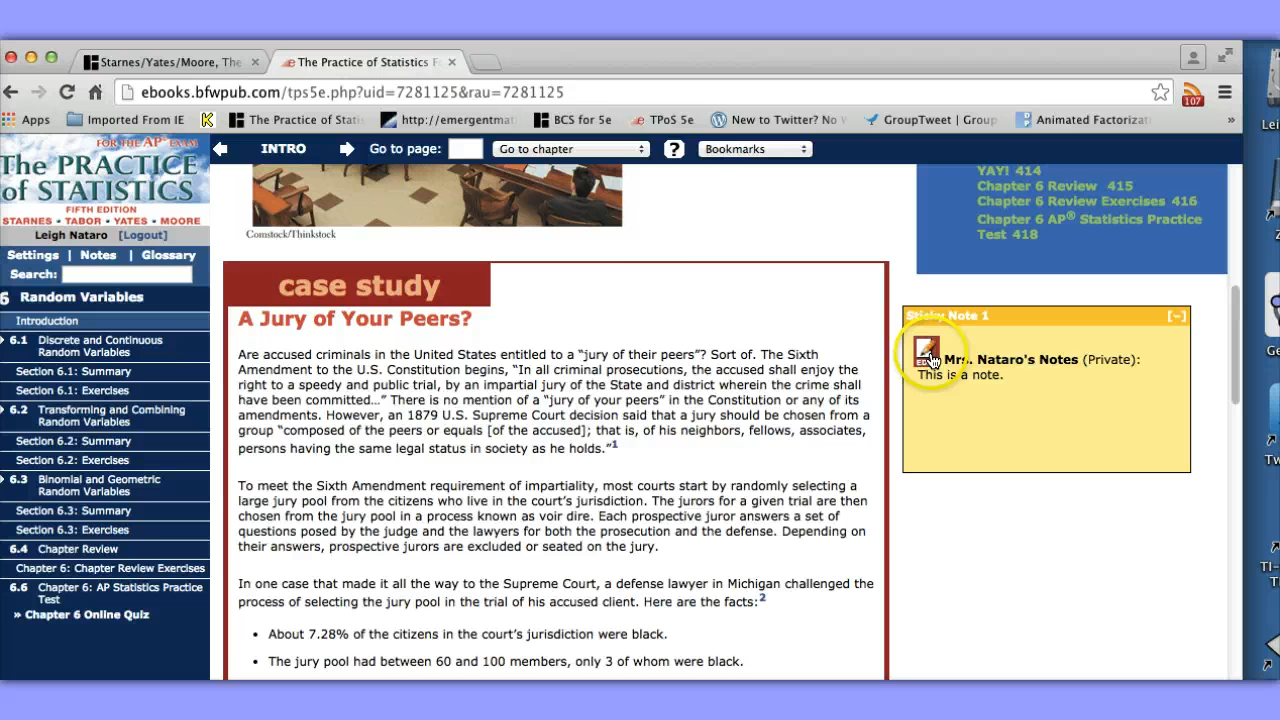 Starnes/Yates/Moore, The
The Practice of Statistics F
ebooks.bfwpub.com/tps5e.php?uid=7281125&rau=7281125
107
Apps
Imported From IE
K
The Practice of Stati
http://emergentmat
BCS for 5e
TPoS 5e
New to Twitter? No
GroupTweet | Group
Animated Factorizat
»
INTRO
Go to page:
Go to chapter
?
Bookmarks
FOR THE AP® EXAM
The PRACTICE
of STATISTICS
FIFTH EDITION
STARNES • TABOR • YATES • MOORE
Leigh Nataro [Logout]
Settings | Notes | Glossary
Search:
6 Random Variables
Introduction
6.1 Discrete and Continuous
Random Variables
Section 6.1: Summary
Section 6.1: Exercises
6.2 Transforming and Combining
Random Variables
Section 6.2: Summary
Section 6.2: Exercises
6.3 Binomial and Geometric
Random Variables
Section 6.3: Summary
Section 6.3: Exercises
6.4 Chapter Review
Chapter 6: Chapter Review Exercises
6.6 Chapter 6: AP Statistics Practice
Test
» Chapter 6 Online Quiz
Comstock/Thinkstock
case study
A Jury of Your Peers?
Are accused criminals in the United States entitled to a “jury of their peers”? Sort of. The Sixth
Amendment to the U.S. Constitution begins, “In all criminal prosecutions, the accused shall enjoy the
right to a speedy and public trial, by an impartial jury of the State and district wherein the crime shall
have been committed...” There is no mention of a “jury of your peers” in the Constitution or any of its
amendments. However, an 1879 U.S. Supreme Court decision said that a jury should be chosen from a
group “composed of the peers or equals [of the accused]; that is, of his neighbors, fellows, associates,
persons having the same legal status in society as he holds.”1
To meet the Sixth Amendment requirement of impartiality, most courts start by randomly selecting a
large jury pool from the citizens who live in the court’s jurisdiction. The jurors for a given trial are then
chosen from the jury pool in a process known as voir dire. Each prospective juror answers a set of
questions posed by the judge and the lawyers for both the prosecution and the defense. Depending on
their answers, prospective jurors are excluded or seated on the jury.
In one case that made it all the way to the Supreme Court, a defense lawyer in Michigan challenged the
process of selecting the jury pool in the trial of his accused client. Here are the facts:2
• About 7.28% of the citizens in the court’s jurisdiction were black.
• The jury pool had between 60 and 100 members, only 3 of whom were black.
YAY! 414
Chapter 6 Review 415
Chapter 6 Review Exercises 416
Chapter 6 AP® Statistics Practice
Test 418
Sticky Note 1 [−]
Mrs. Nataro's Notes (Private):
This is a note.
Lei
Ge
Tw
TI-